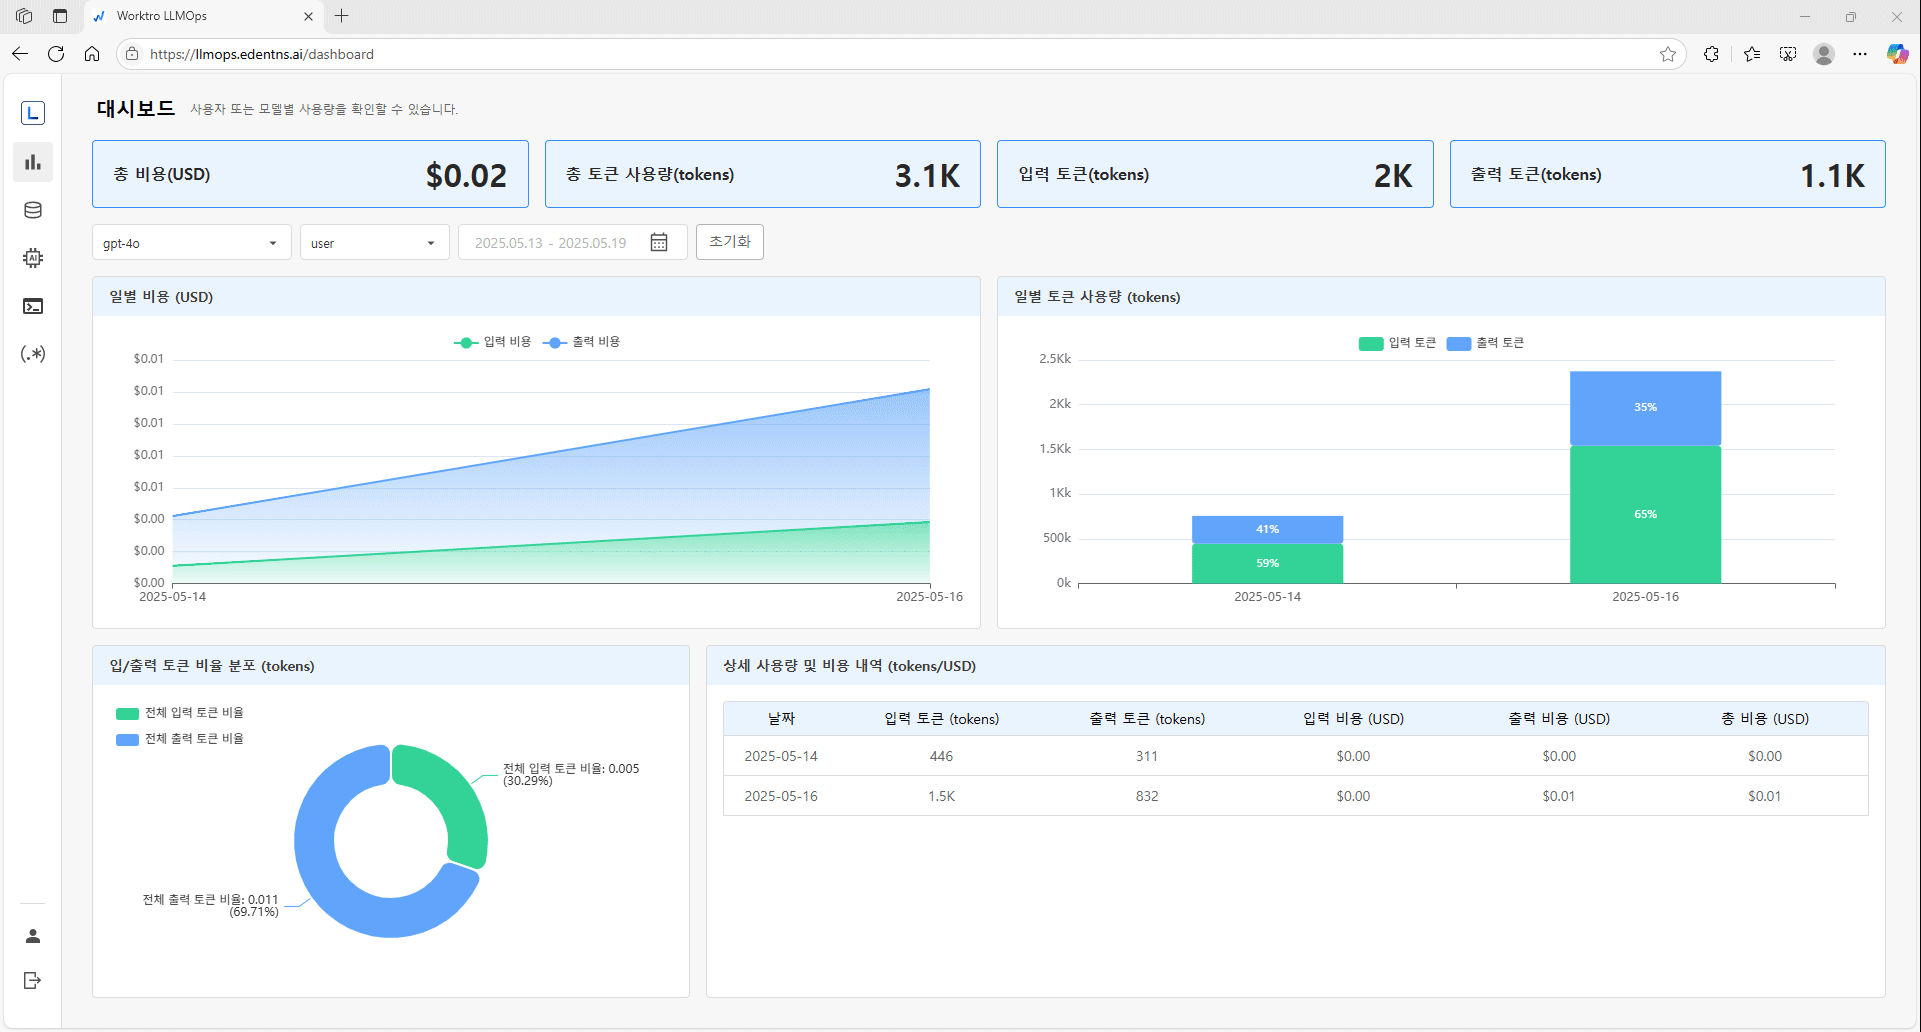 Worktro LLMOps
https://llmops.edentns.ai/dashboard
L
대시보드 사용자 또는 모델별 사용량을 확인할 수 있습니다.
총 비용(USD) $0.02
총 토큰 사용량(tokens) 3.1K
입력 토큰(tokens) 2K
출력 토큰(tokens) 1.1K
gpt-4o
user
2025.05.13 - 2025.05.19
초기화
AI
(.*)
일별 비용 (USD)
입력 비용 출력 비용
$0.01
$0.01
$0.01
$0.01
$0.01
$0.00
$0.00
$0.00
2025-05-14 2025-05-16
일별 토큰 사용량 (tokens)
입력 토큰 출력 토큰
2.5Kk
2Kk
1.5Kk
1Kk
500k
0k
35%
65%
41%
59%
2025-05-14 2025-05-16
입/출력 토큰 비율 분포 (tokens)
전체 입력 토큰 비율
전체 출력 토큰 비율
전체 입력 토큰 비율: 0.005
(30.29%)
전체 출력 토큰 비율: 0.011
(69.71%)
상세 사용량 및 비용 내역 (tokens/USD)
날짜 입력 토큰 (tokens) 출력 토큰 (tokens) 입력 비용 (USD) 출력 비용 (USD) 총 비용 (USD)
2025-05-14 446 311 $0.00 $0.00 $0.00
2025-05-16 1.5K 832 $0.00 $0.01 $0.01